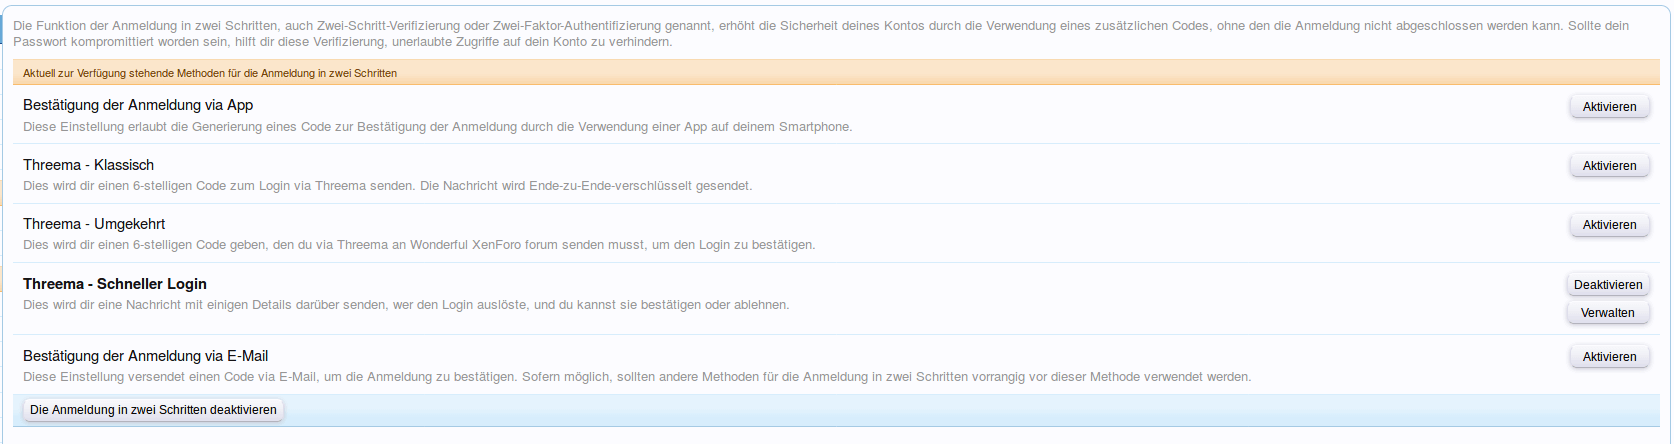 Die Funktion der Anmeldung in zwei Schritten, auch Zwei-Schritt-Verifizierung oder Zwei-Faktor-Authentifizierung genannt, erhöht die Sicherheit deines Kontos durch die Verwendung eines zusätzlichen Codes, ohne den die Anmeldung nicht abgeschlossen werden kann. Sollte dein
Passwort kompromittiert worden sein, hilft dir diese Verifizierung, unerlaubte Zugriffe auf dein Konto zu verhindern.
Aktuell zur Verfügung stehende Methoden für die Anmeldung in zwei Schritten
Bestätigung der Anmeldung via App
Aktivieren
Diese Einstellung erlaubt die Generierung eines Code zur Bestätigung der Anmeldung durch die Verwendung einer App auf deinem Smartphone.
Threema - Klassisch
Aktivieren
Dies wird dir einen 6-stelligen Code zum Login via Threema senden. Die Nachricht wird Ende-zu-Ende-verschlüsselt gesendet.
Threema - Umgekehrt
Aktivieren
Dies wird dir einen 6-stelligen Code geben, den du via Threema an Wonderful XenForo forum senden musst, um den Login zu bestätigen.
Threema - Schneller Login
Deaktivieren
Dies wird dir eine Nachricht mit einigen Details darüber senden, wer den Login auslöste, und du kannst sie bestätigen oder ablehnen.
Verwalten
Bestätigung der Anmeldung via E-Mail
Aktivieren
Diese Einstellung versendet einen Code via E-Mail, um die Anmeldung zu bestätigen. Sofern möglich, sollten andere Methoden für die Anmeldung in zwei Schritten vorrangig vor dieser Methode verwendet werden.
Die Anmeldung in zwei Schritten deaktivieren